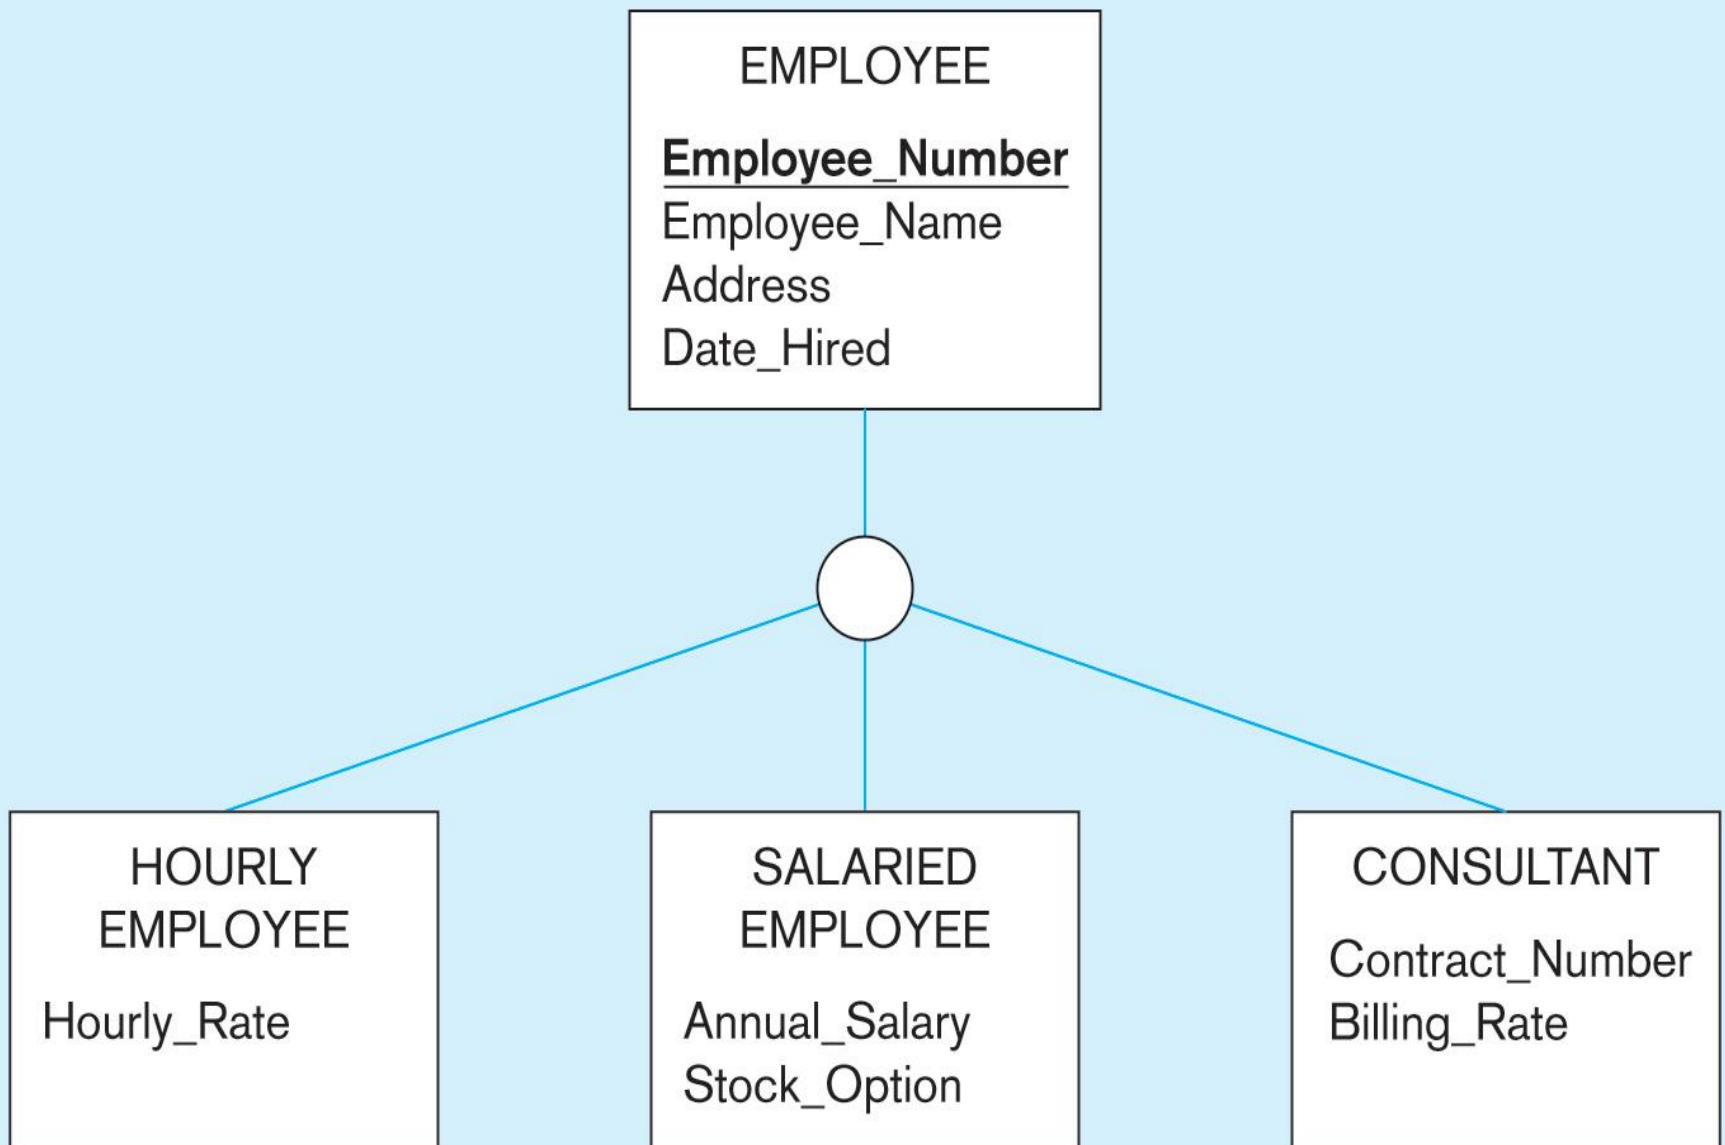 EMPLOYEE
Employee_Number
Employee_Name
Address
Date_Hired
HOURLY
EMPLOYEE
Hourly_Rate
SALARIED
EMPLOYEE
Annual_Salary
Stock_Option
CONSULTANT
Contract_Number
Billing_Rate